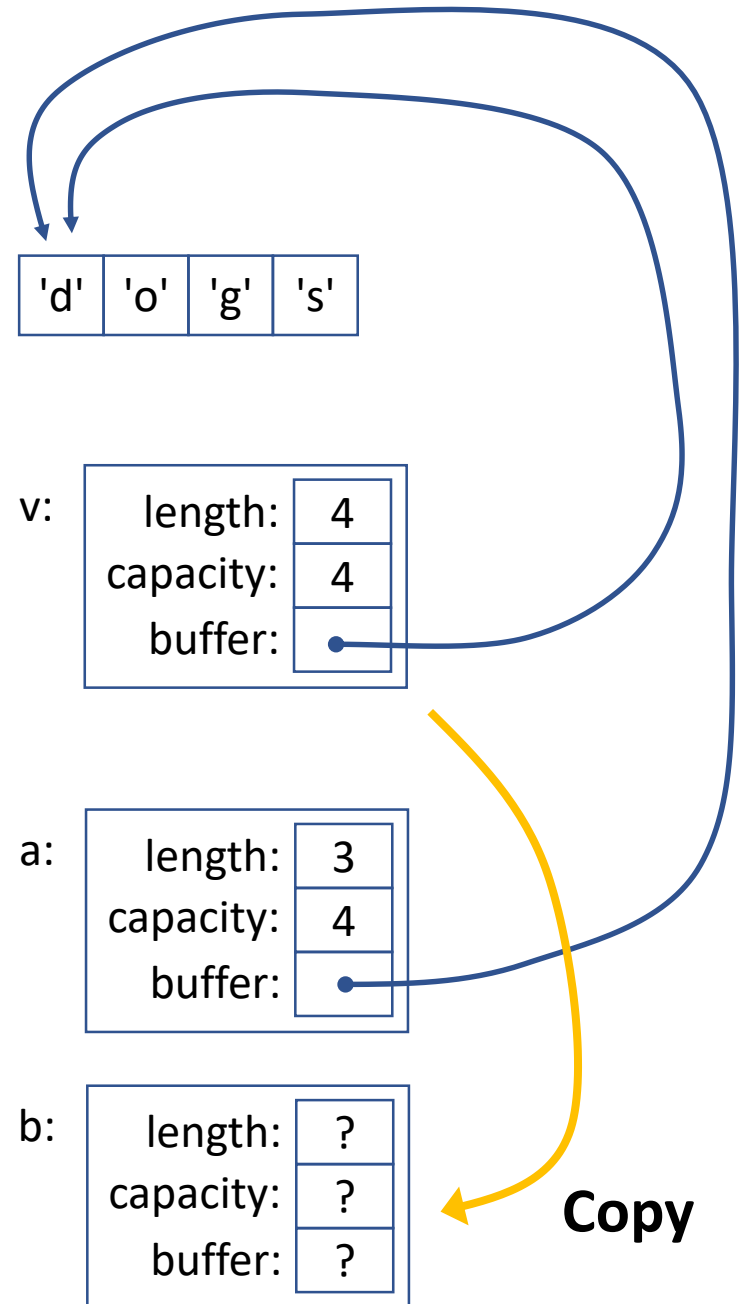 'd' 'o' 'g' 's'
v: length: 4
capacity: 4
buffer:
a: length: 3
capacity: 4
buffer:
b: length: ?
capacity: ?
Copy
buffer: ?